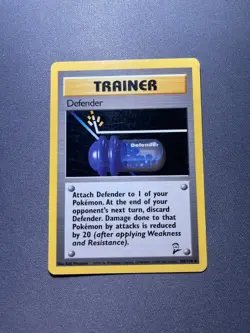 TRAINER
Defender
Defender
Attach Defender to 1 of your
Pokémon. At the end of your
opponent's next turn, discard
Defender. Damage done to that
Pokémon by attacks is reduced
by 20 (after applying Weakness
and Resistance).